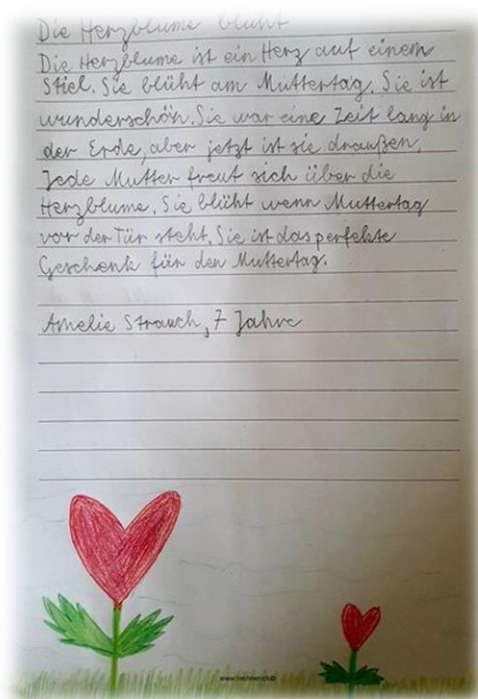 Die Herzblume blüht
Die Herzblume ist ein Herz auf einem
Stiel. Sie blüht am Muttertag. Sie ist
wunderschön. Sie war eine Zeit lang in
der Erde, aber jetzt ist sie draußen.
Jede Mutter freut sich über die
Herzblume. Sie blüht wenn Muttertag
vor der Tür steht. Sie ist das perfekte
Geschenk für den Muttertag.
Amelie Strauch, 7 Jahre